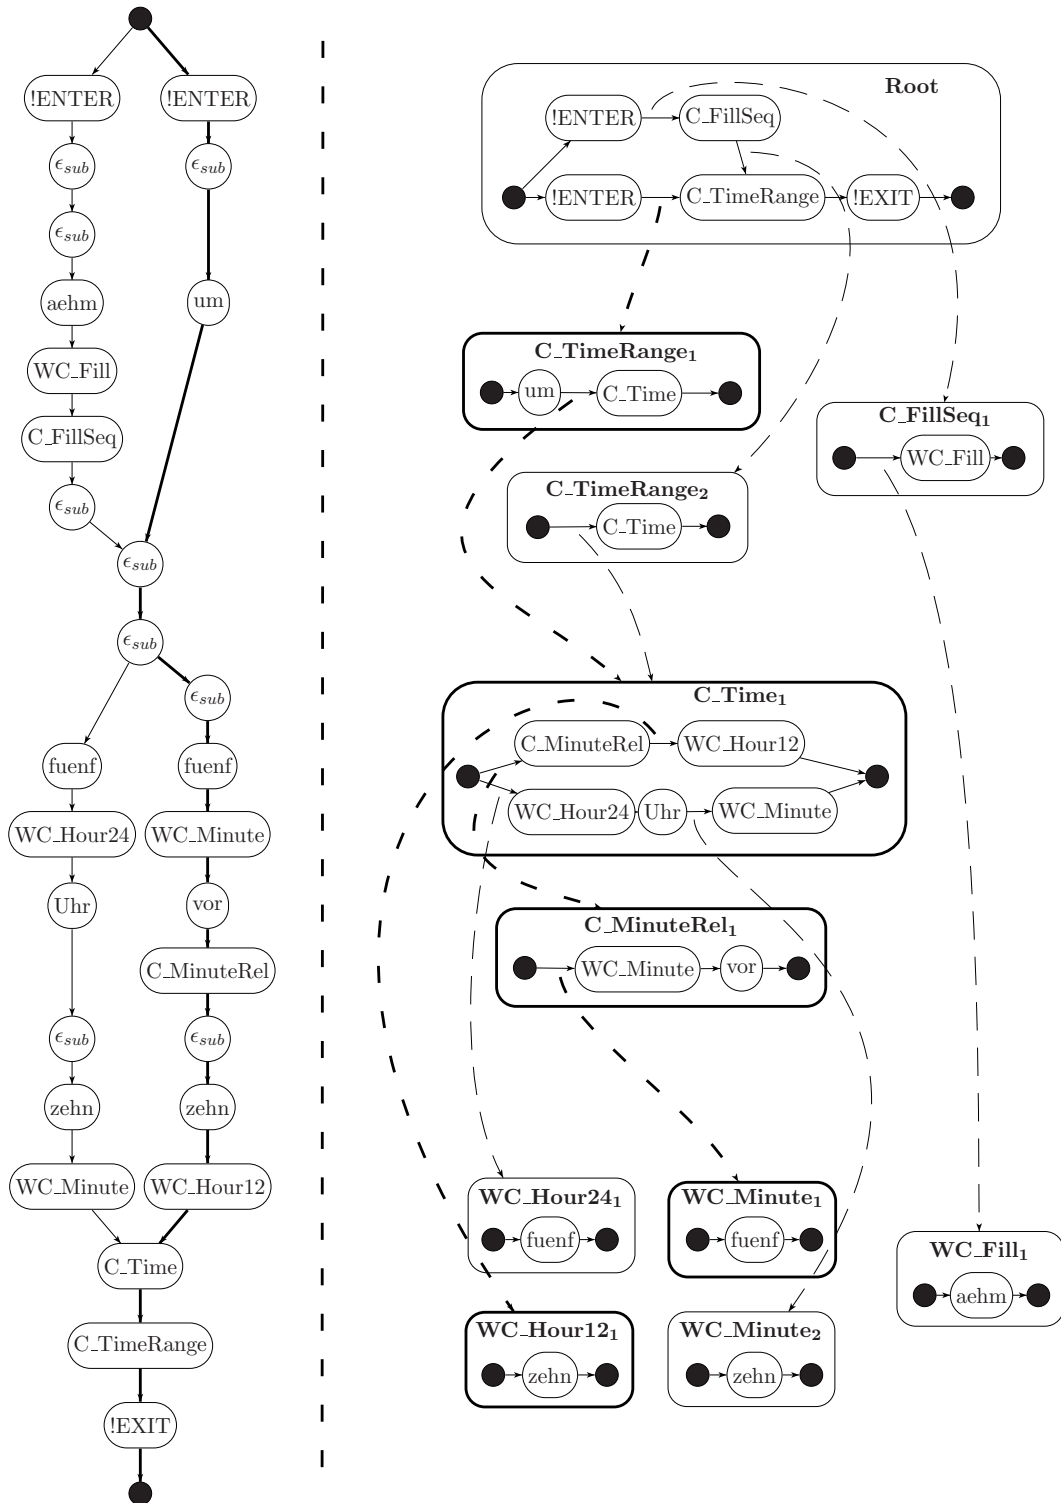 !ENTER !ENTER
ϵsub ϵsub
ϵsub
aehm um
WC_Fill
C_FillSeq
ϵsub
ϵsub
ϵsub
ϵsub
fuenf fuenf
WC_Hour24 WC_Minute
Uhr vor
C_MinuteRel
ϵsub ϵsub
zehn zehn
WC_Minute WC_Hour12
C_Time
C_TimeRange
!EXIT
Root
!ENTER C_FillSeq
!ENTER C_TimeRange !EXIT
C_TimeRange1
um C_Time
C_FillSeq1
WC_Fill
C_TimeRange2
C_Time
C_Time1
C_MinuteRel WC_Hour12
WC_Hour24 Uhr WC_Minute
C_MinuteRel1
WC_Minute vor
WC_Hour241 WC_Minute1
fuenf fuenf
WC_Fill1
aehm
WC_Hour121 WC_Minute2
zehn zehn